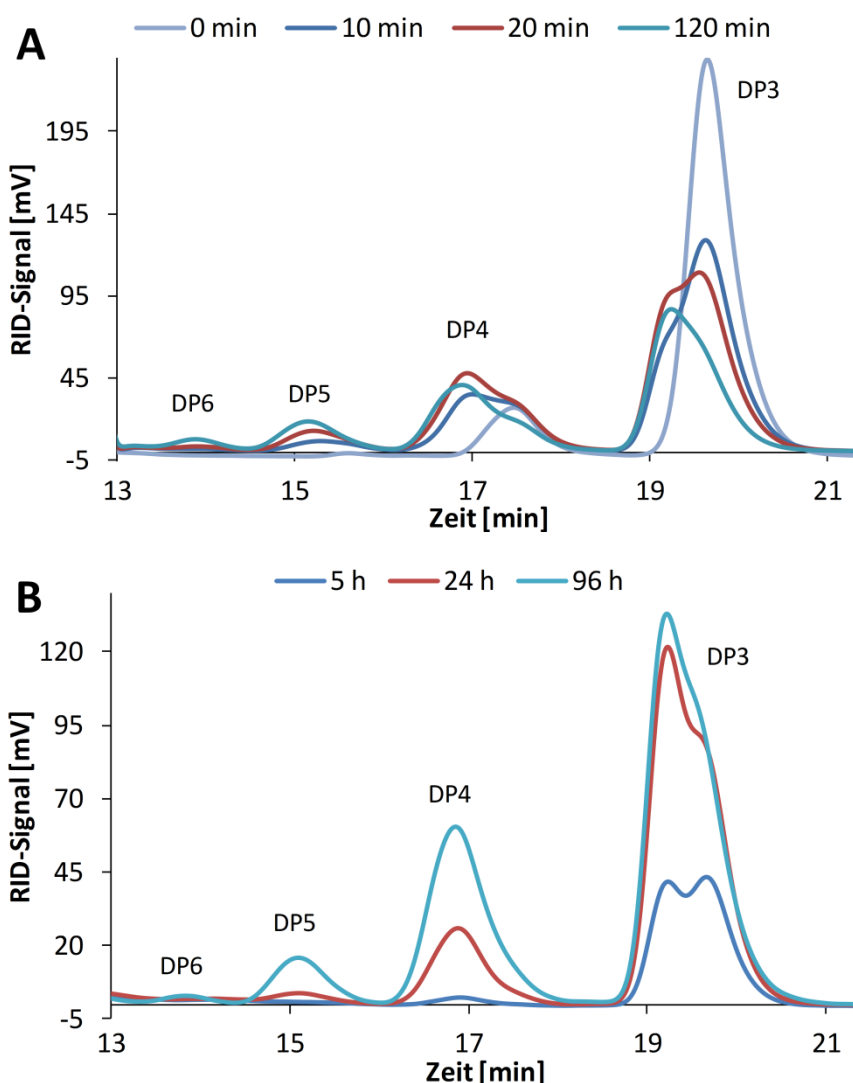 A
0 min 10 min 20 min 120 min
DP3
195
145
95
45
-5
RID-Signal [mV]
DP4
DP5
DP6
13 15 17 19 21
Zeit [min]
B
5 h 24 h 96 h
120
95
70
45
20
-5
RID-Signal [mV]
DP3
DP4
DP5
DP6
13 15 17 19 21
Zeit [min]